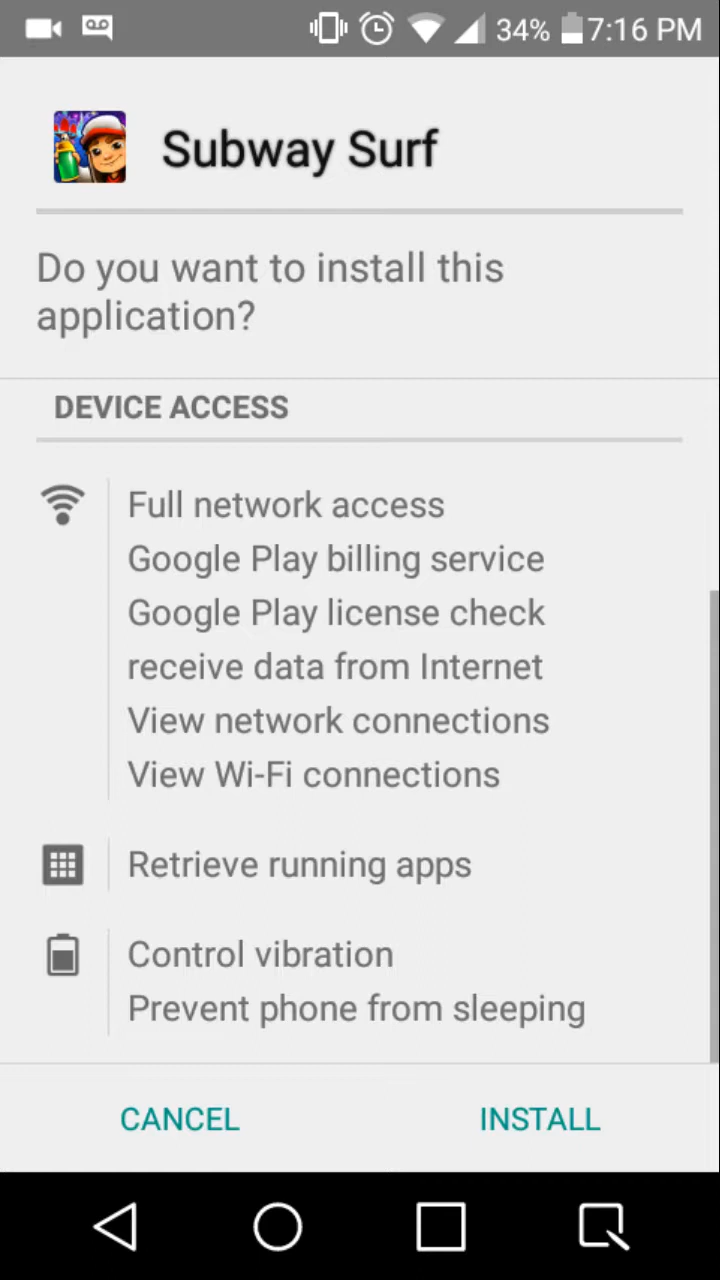 34% 7:16 PM
Subway Surf
Do you want to install this
application?
DEVICE ACCESS
Full network access
Google Play billing service
Google Play license check
receive data from Internet
View network connections
View Wi-Fi connections
Retrieve running apps
Control vibration
Prevent phone from sleeping
CANCEL INSTALL